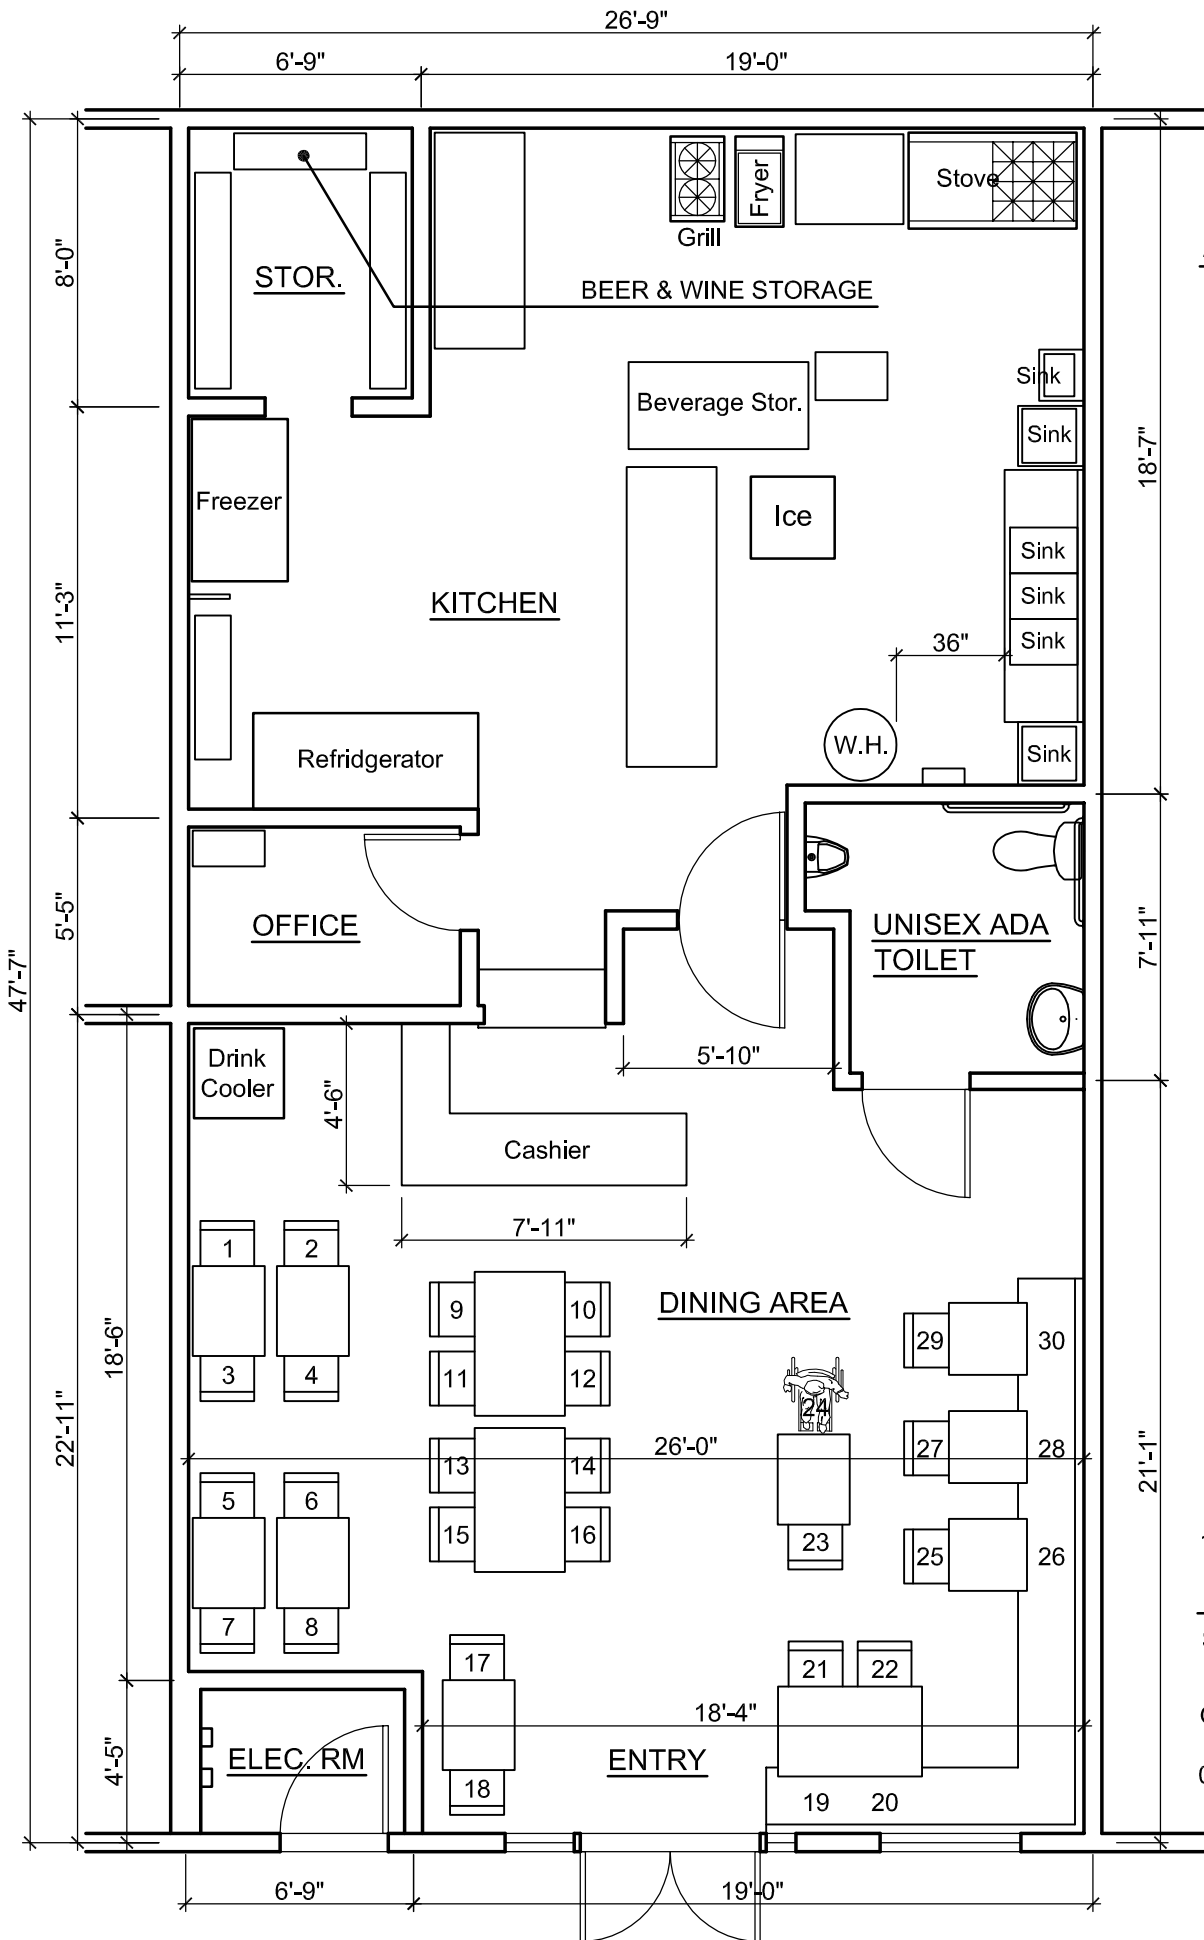 26'-9"
6'-9"
19'-0"
Stove
Fryer
Grill
STOR.
8'-0"
BEER & WINE STORAGE
Sink
Beverage Stor.
Sink
18'-7"
Freezer
Ice
Sink
Sink
Sink
KITCHEN
11'-3"
36"
W.H.
Sink
Refridgerator
OFFICE
5'-5"
UNISEX ADA
TOILET
7'-11"
47'-7"
Drink
Cooler
5'-10"
4'-6"
Cashier
7'-11"
1
2
3
4
9
10
11
12
DINING AREA
29
30
18'-6"
22'-11"
24
26'-0"
13
14
27
28
21'-1"
5
6
15
16
23
25
26
7
8
17
21
22
18'-4"
4'-5"
ELEC. RM
ENTRY
18
19
20
6'-9"
19'-0"